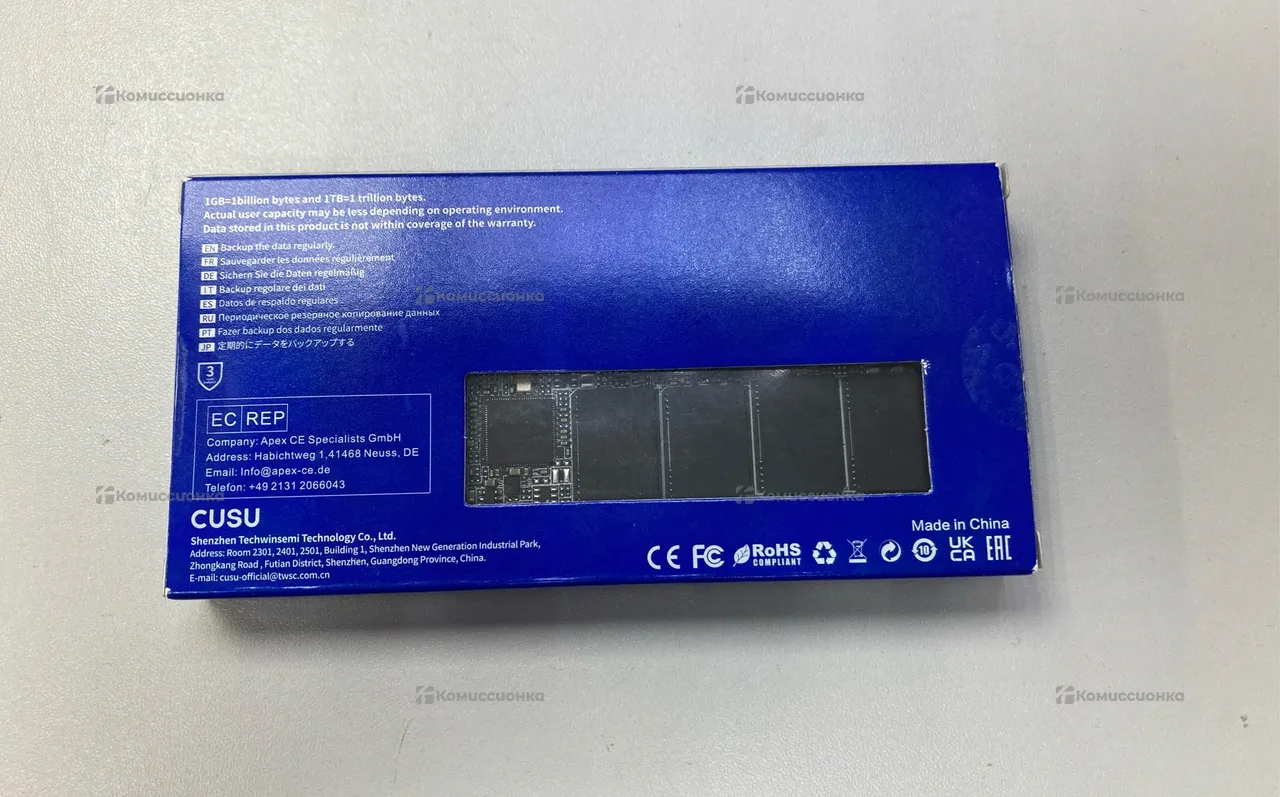 Комиссионка
Комиссионка
1GB=1billion bytes and 1TB=1 trillion bytes.
Actual user capacity may be less depending on operating environment.
Data stored in this product is not within coverage of the warranty.
EN Backup the data regularly.
FR Sauvegarder les données régulièrement
DE Sichern Sie die Daten regelmäßig
IT Backup regolare dei dati
Комиссионка
Комиссионка
ES Datos de respaldo regulares
RU Периодическое резервное копирование данных
PT Fazer backup dos dados regularmente
JP 定期的にデータをバックアップする
3
EC REP
Company: Apex CE Specialists GmbH
Address: Habichtweg 1,41468 Neuss, DE
Email: Info@apex-ce.de
Telefon: +49 2131 2066043
Комиссионка
Комиссионка
CUSU
Shenzhen Techwinsemi Technology Co., Ltd.
Address: Room 2301, 2401, 2501, Building 1, Shenzhen New Generation Industrial Park,
Zhongkang Road , Futian District, Shenzhen, Guangdong Province, China.
E-mail: cusu-official@twsc.com.cn
Made in China
CE FC RoHS COMPLIANT 10 UK CA EAC
Комиссионка
Комиссионка